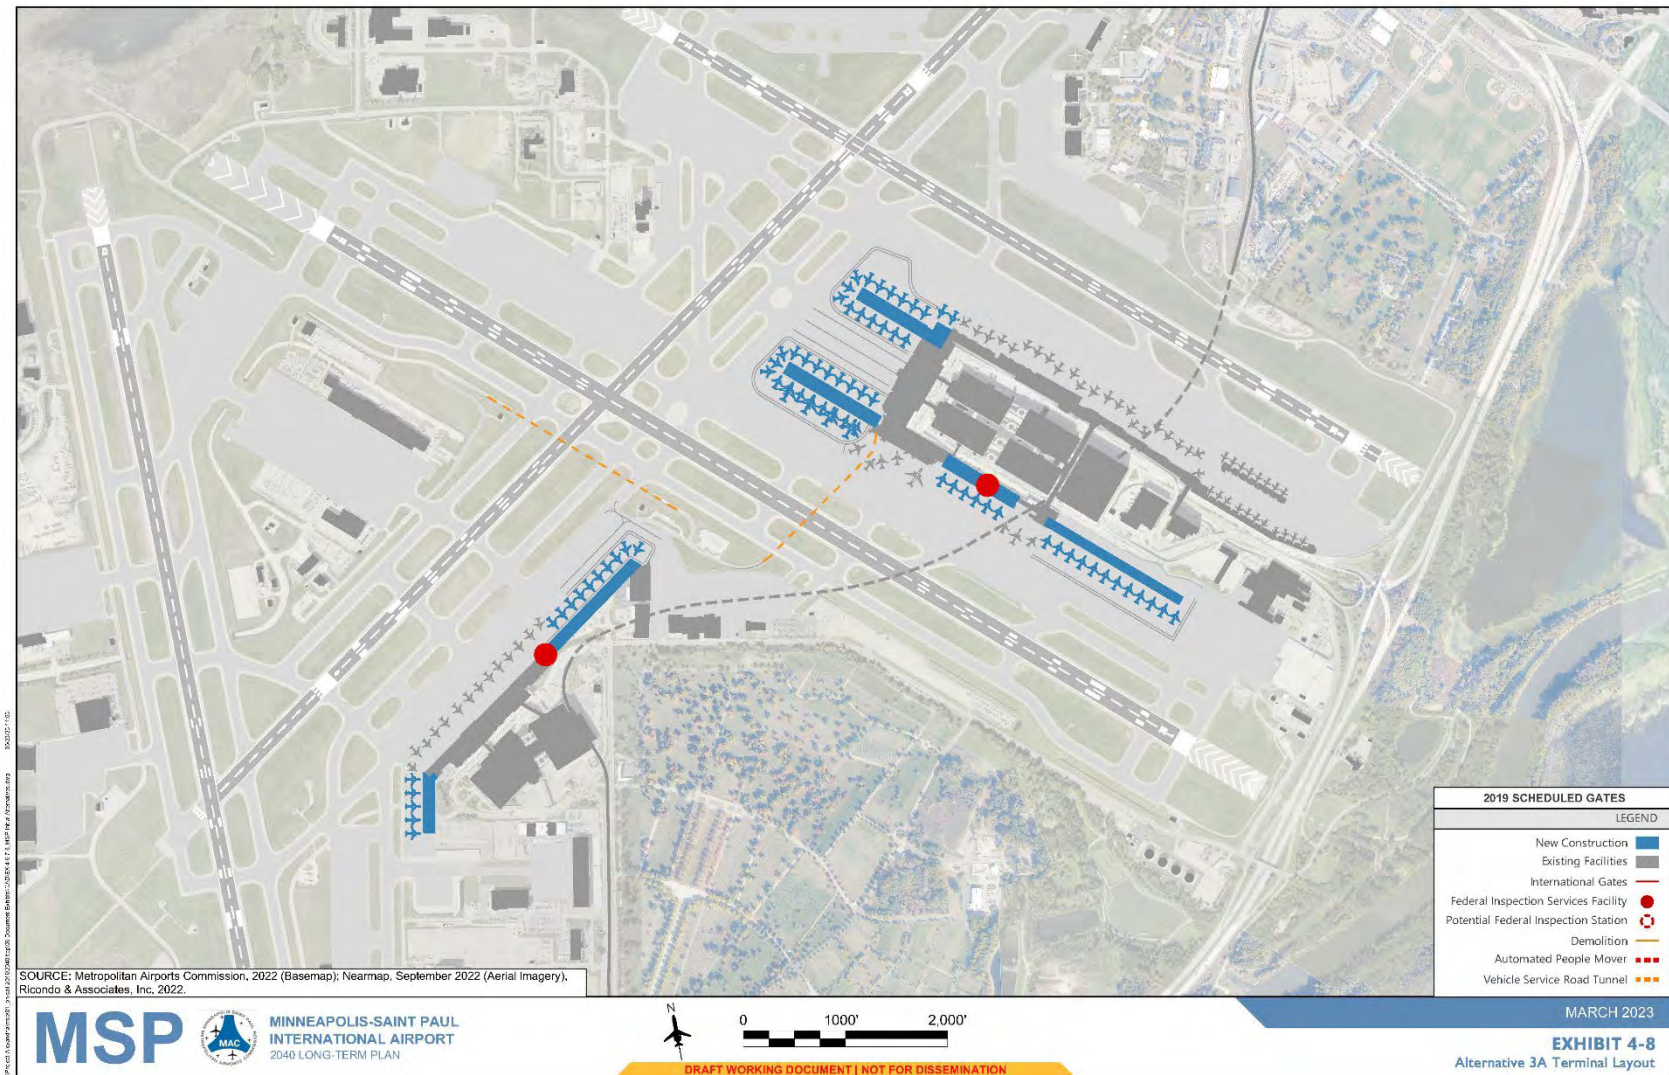 2019 SCHEDULED GATES
LEGEND
New Construction
Existing Facilities
International Gates
Federal Inspection Services Facility
Potential Federal Inspection Station
Demolition
Automated People Mover
Vehicle Service Road Tunnel
SOURCE: Metropolitan Airports Commission, 2022 (Basemap); Nearmap, September 2022 (Aerial Imagery),
Ricondo & Associates, Inc, 2022.
MSP
MAC
MINNEAPOLIS-SAINT PAUL
INTERNATIONAL AIRPORT
2040 LONG-TERM PLAN
N
0 1000' 2,000'
DRAFT WORKING DOCUMENT | NOT FOR DISSEMINATION
MARCH 2023
EXHIBIT 4-8
Alternative 3A Terminal Layout